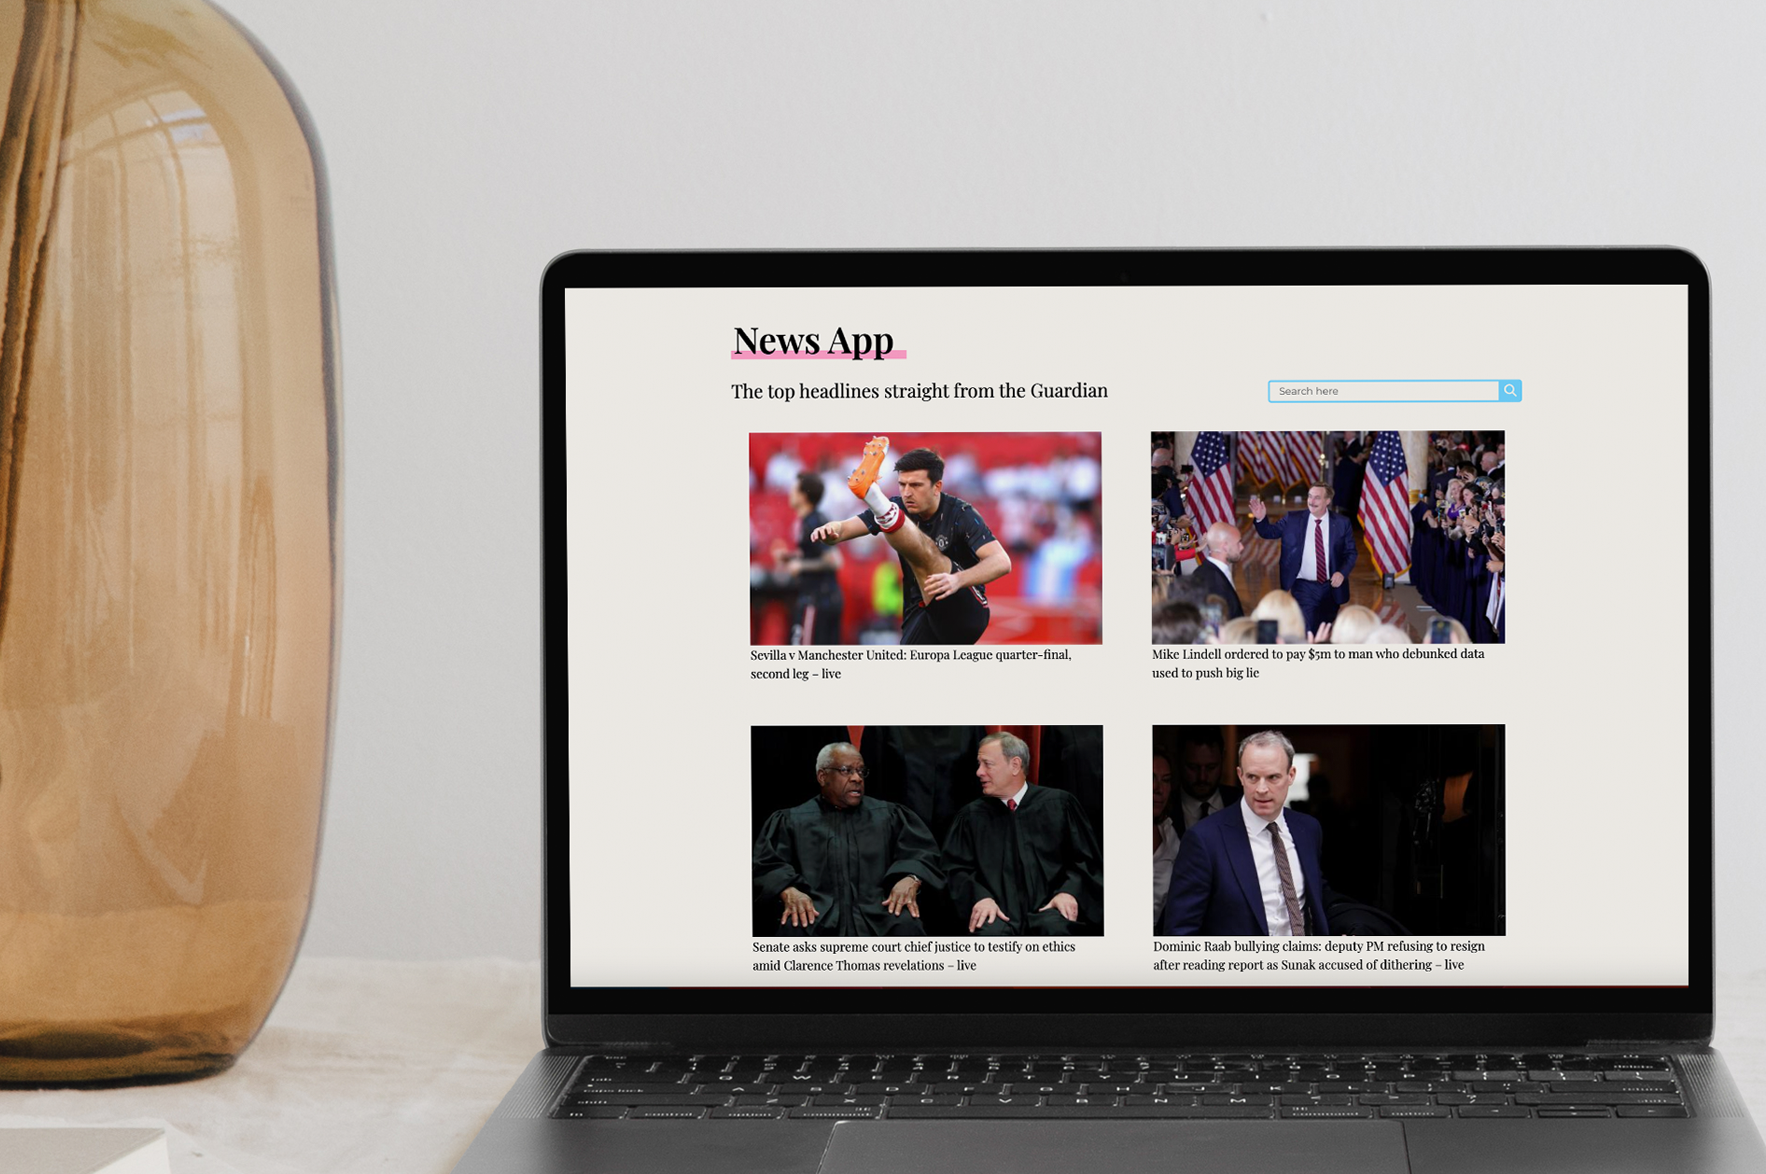 News App
The top headlines straight from the Guardian
Search here
Sevilla v Manchester United: Europa League quarter-final,
second leg – live
Mike Lindell ordered to pay $5m to man who debunked data
used to push big lie
Senate asks supreme court chief justice to testify on ethics
amid Clarence Thomas revelations – live
Dominic Raab bullying claims: deputy PM refusing to resign
after reading report as Sunak accused of dithering – live